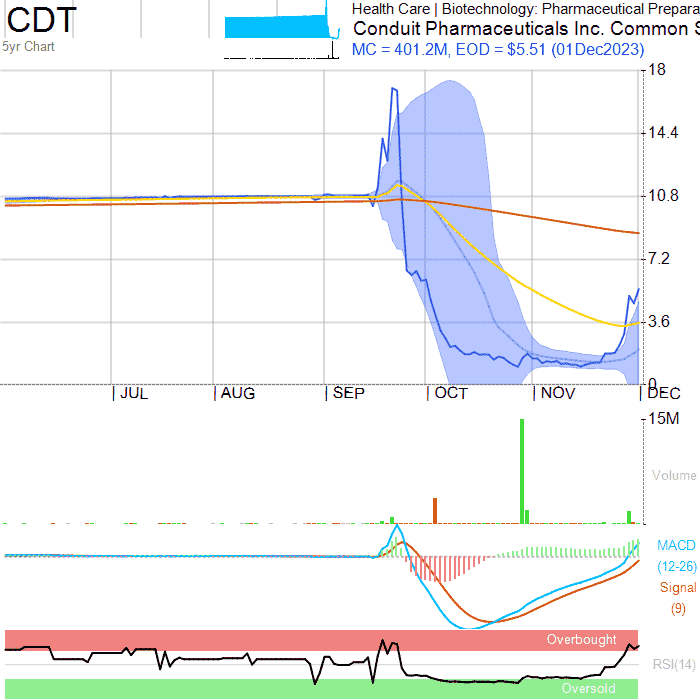 CDT
Health Care | Biotechnology: Pharmaceutical Prepara
Conduit Pharmaceuticals Inc. Common S
5yr Chart
MC = 401.2M, EOD = $5.51 (01Dec2023)
18
14.4
10.8
7.2
3.6
0
JUL
AUG
SEP
OCT
NOV
DEC
15M
Volume
MACD
(12-26)
Signal
(9)
Overbought
RSI(14)
Oversold